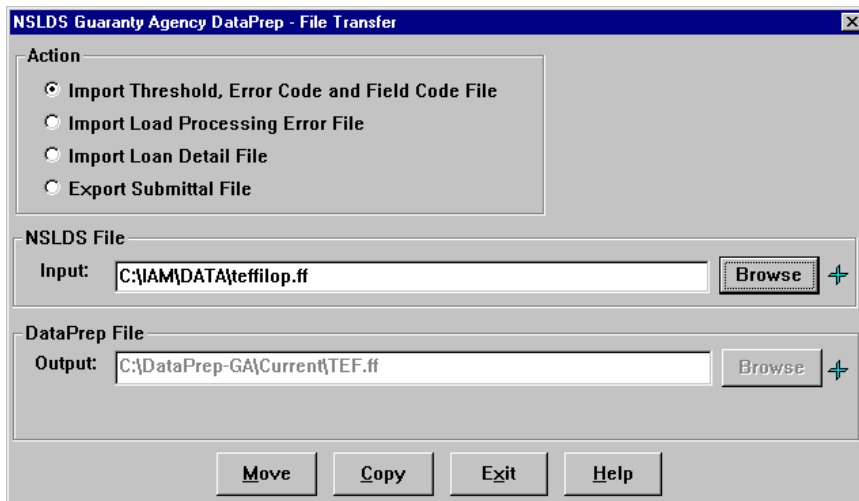 NSLDS Guaranty Agency DataPrep - File Transfer
Action
Import Threshold, Error Code and Field Code File
Import Load Processing Error File
Import Loan Detail File
Export Submittal File
NSLDS File
Input: C:\IAM\DATA\teffilop.ff Browse
DataPrep File
Output: C:\DataPrep-GA\Current\TEF.ff Browse
Move Copy Exit Help